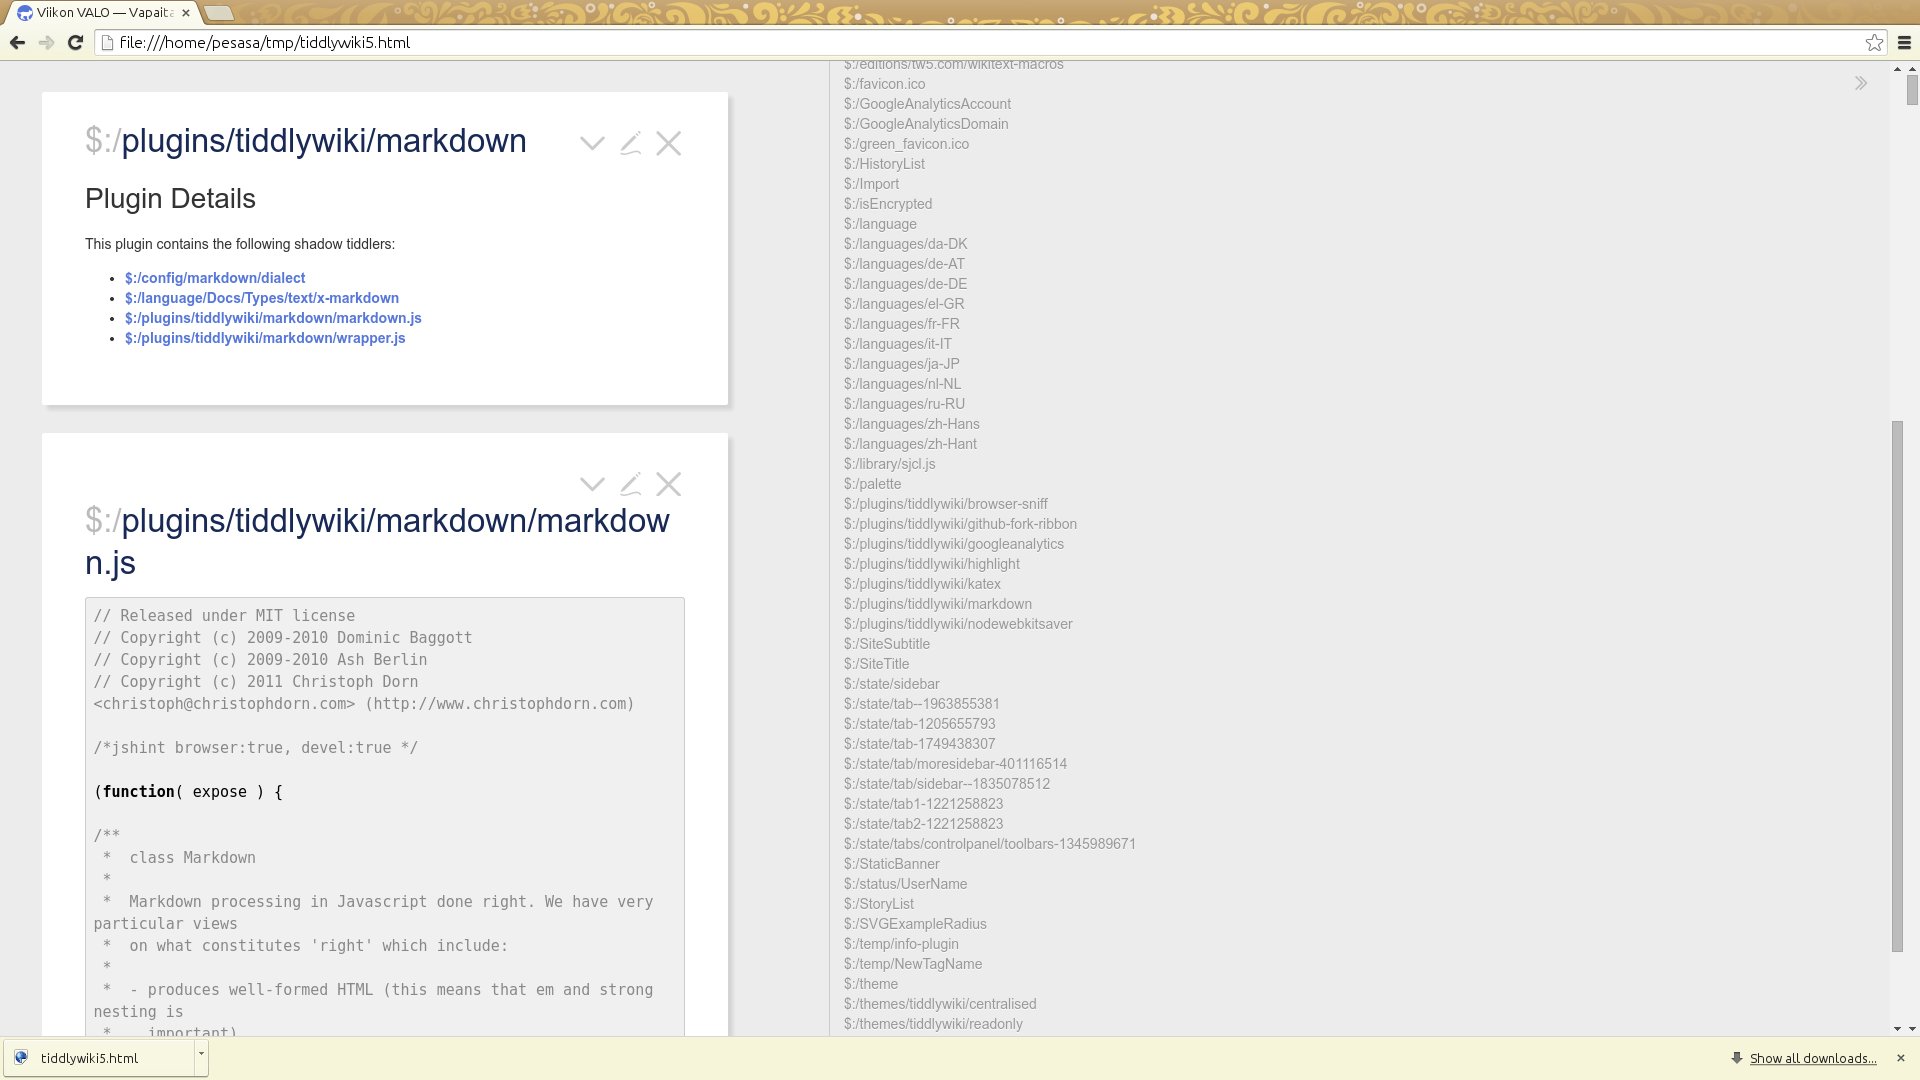 Viikon VALO — Vapaita
file:///home/pesasa/tmp/tiddlywiki5.html
$:/plugins/tiddlywiki/markdown
Plugin Details
This plugin contains the following shadow tiddlers:
$:/config/markdown/dialect
$:/language/Docs/Types/text/x-markdown
$:/plugins/tiddlywiki/markdown/markdown.js
$:/plugins/tiddlywiki/markdown/wrapper.js
$:/plugins/tiddlywiki/markdown/markdow
n.js
// Released under MIT license
// Copyright (c) 2009-2010 Dominic Baggott
// Copyright (c) 2009-2010 Ash Berlin
// Copyright (c) 2011 Christoph Dorn
<christoph@christophdorn.com> (http://www.christophdorn.com)
/*jshint browser:true, devel:true */
(function( expose ) {
/**
*  class Markdown
*
*  Markdown processing in Javascript done right. We have very
particular views
*  on what constitutes 'right' which include:
*
*  - produces well-formed HTML (this means that em and strong
nesting is
*    important)
$:/editions/tw5.com/wikitext-macros
$:/favicon.ico
$:/GoogleAnalyticsAccount
$:/GoogleAnalyticsDomain
$:/green_favicon.ico
$:/HistoryList
$:/Import
$:/isEncrypted
$:/language
$:/languages/da-DK
$:/languages/de-AT
$:/languages/de-DE
$:/languages/el-GR
$:/languages/fr-FR
$:/languages/it-IT
$:/languages/ja-JP
$:/languages/nl-NL
$:/languages/ru-RU
$:/languages/zh-Hans
$:/languages/zh-Hant
$:/library/sjcl.js
$:/palette
$:/plugins/tiddlywiki/browser-sniff
$:/plugins/tiddlywiki/github-fork-ribbon
$:/plugins/tiddlywiki/googleanalytics
$:/plugins/tiddlywiki/highlight
$:/plugins/tiddlywiki/katex
$:/plugins/tiddlywiki/markdown
$:/plugins/tiddlywiki/nodewebkitsaver
$:/SiteSubtitle
$:/SiteTitle
$:/state/sidebar
$:/state/tab--1963855381
$:/state/tab-1205655793
$:/state/tab-1749438307
$:/state/tab/moresidebar-401116514
$:/state/tab/sidebar--1835078512
$:/state/tab1-1221258823
$:/state/tab2-1221258823
$:/state/tabs/controlpanel/toolbars-1345989671
$:/StaticBanner
$:/status/UserName
$:/StoryList
$:/SVGExampleRadius
$:/temp/info-plugin
$:/temp/NewTagName
$:/theme
$:/themes/tiddlywiki/centralised
$:/themes/tiddlywiki/readonly
tiddlywiki5.html
Show all downloads...